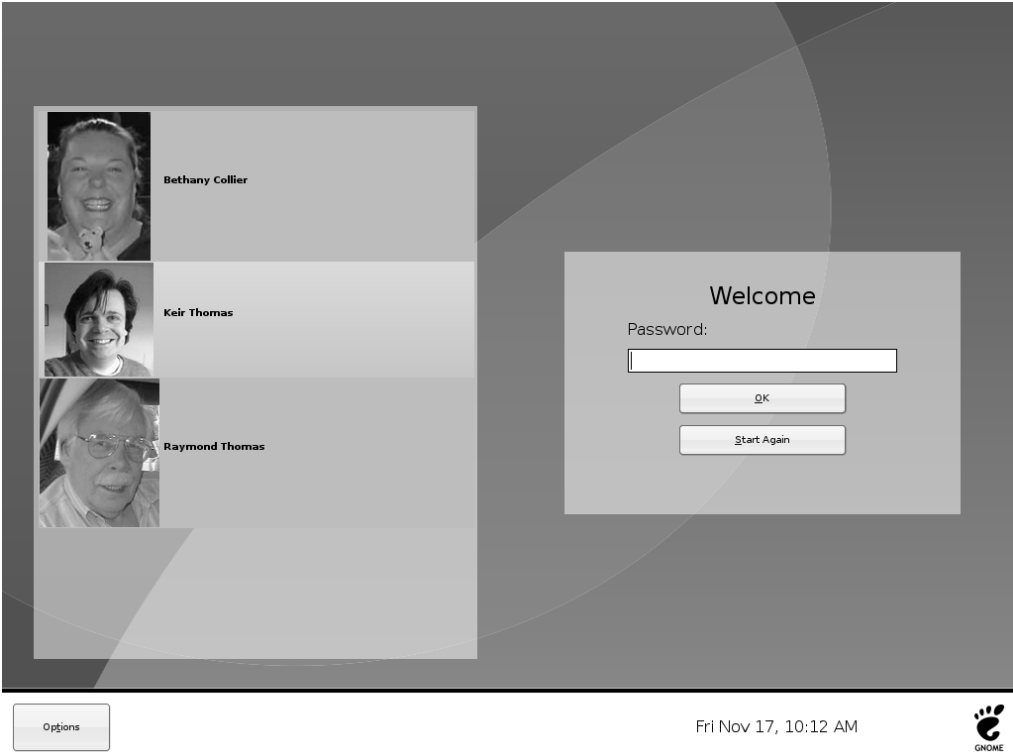 Bethany Collier
Keir Thomas
Raymond Thomas
Welcome
Password:
OK
Start Again
Options
Fri Nov 17, 10:12 AM
GNOME